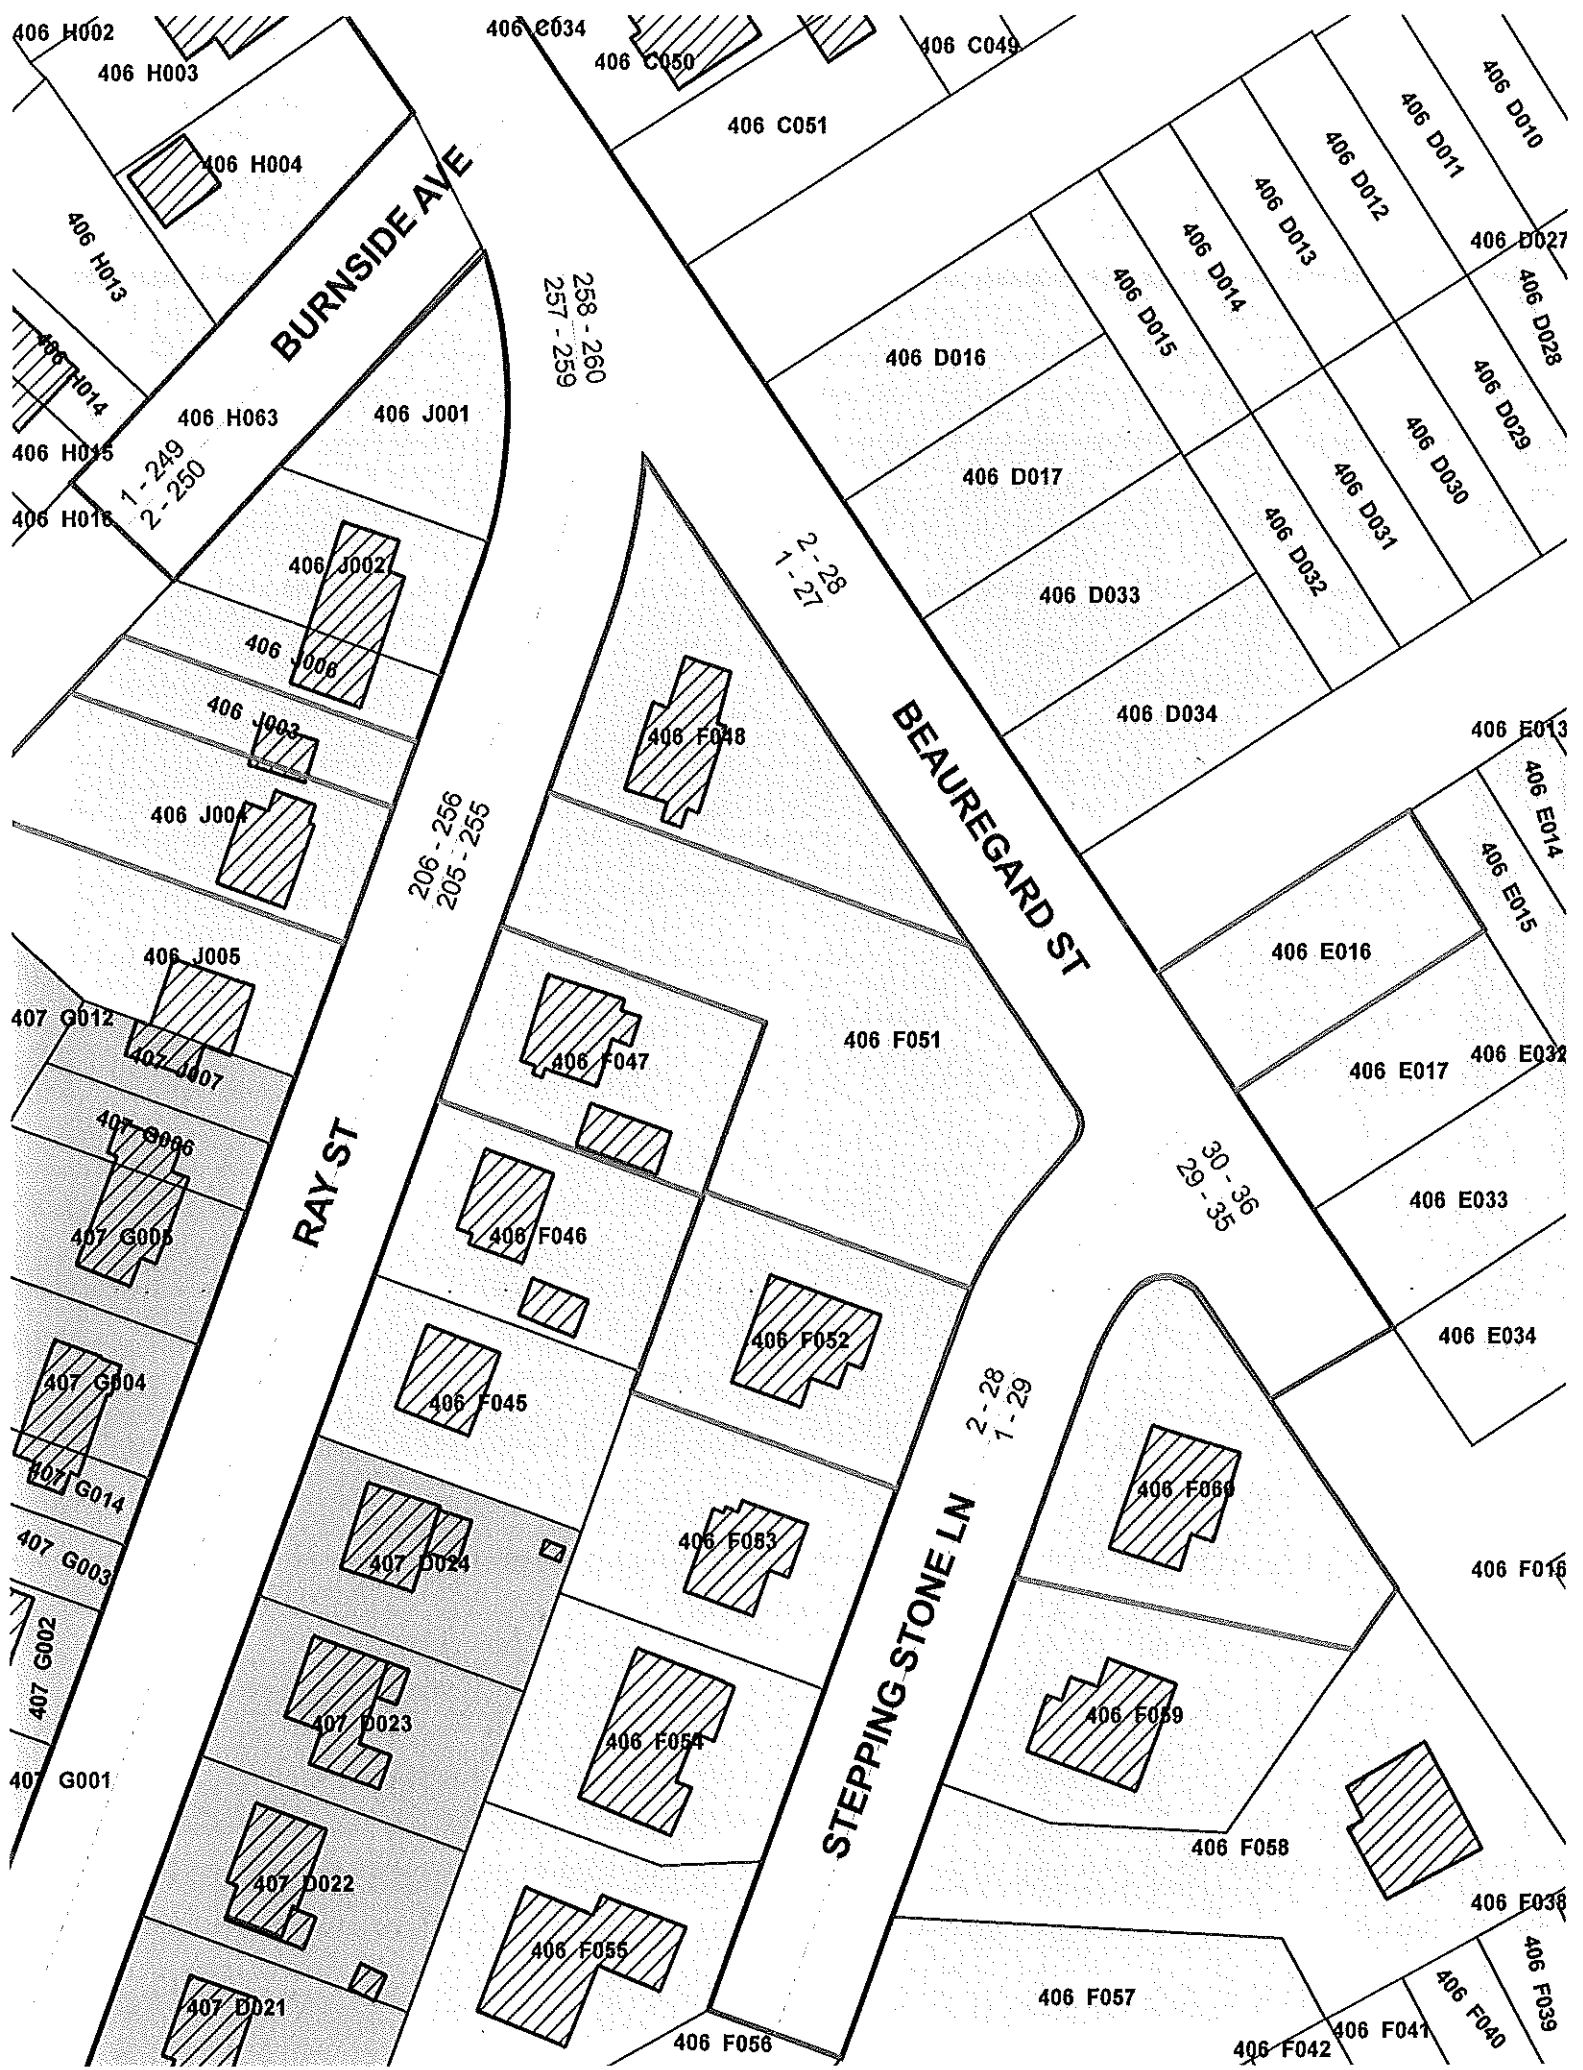 406 H002
406 C034
406 C050
406 C049
406 H003
406 D010
406 C051
406 D011
406 H004
406 D012
406 D013
406 H013
BURNSIDE AVE
406 D014
406 D027
406 D015
406 D028
258 - 260
257 - 259
406 H014
406 D016
406 H063
406 J001
406 D029
406 H015
1 - 249
2 - 250
406 D017
406 D030
406 D031
406 H016
406 D032
406 J002
2 - 28
1 - 27
406 D033
406 J006
406 J003
406 F048
406 D034
406 E013
BEAUREGARD ST
406 E014
406 J004
206 - 256
205 - 255
406 E015
406 J005
406 E016
407 G012
406 F047
406 F051
406 E017
406 E032
407 J007
407 G006
RAY ST
30 - 36
29 - 35
406 E033
407 G005
406 F046
406 F052
406 E034
407 G004
406 F045
2 - 28
1 - 29
407 G014
406 F060
407 G003
407 D024
406 F053
406 F016
STEPPING STONE LN
407 G002
407 D023
406 F054
406 F059
407 G001
406 F058
407 D022
406 F038
406 F055
406 F039
406 F057
407 D021
406 F040
406 F056
406 F041
406 F042